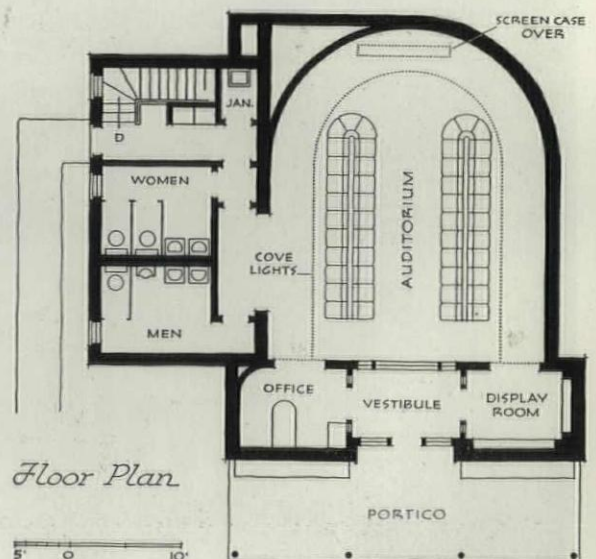 SCREEN CASE
OVER
JAN.
D
WOMEN
AUDITORIUM
COVE
LIGHTS
MEN
OFFICE
VESTIBULE
DISPLAY
ROOM
Floor Plan
PORTICO
5' 0 10'